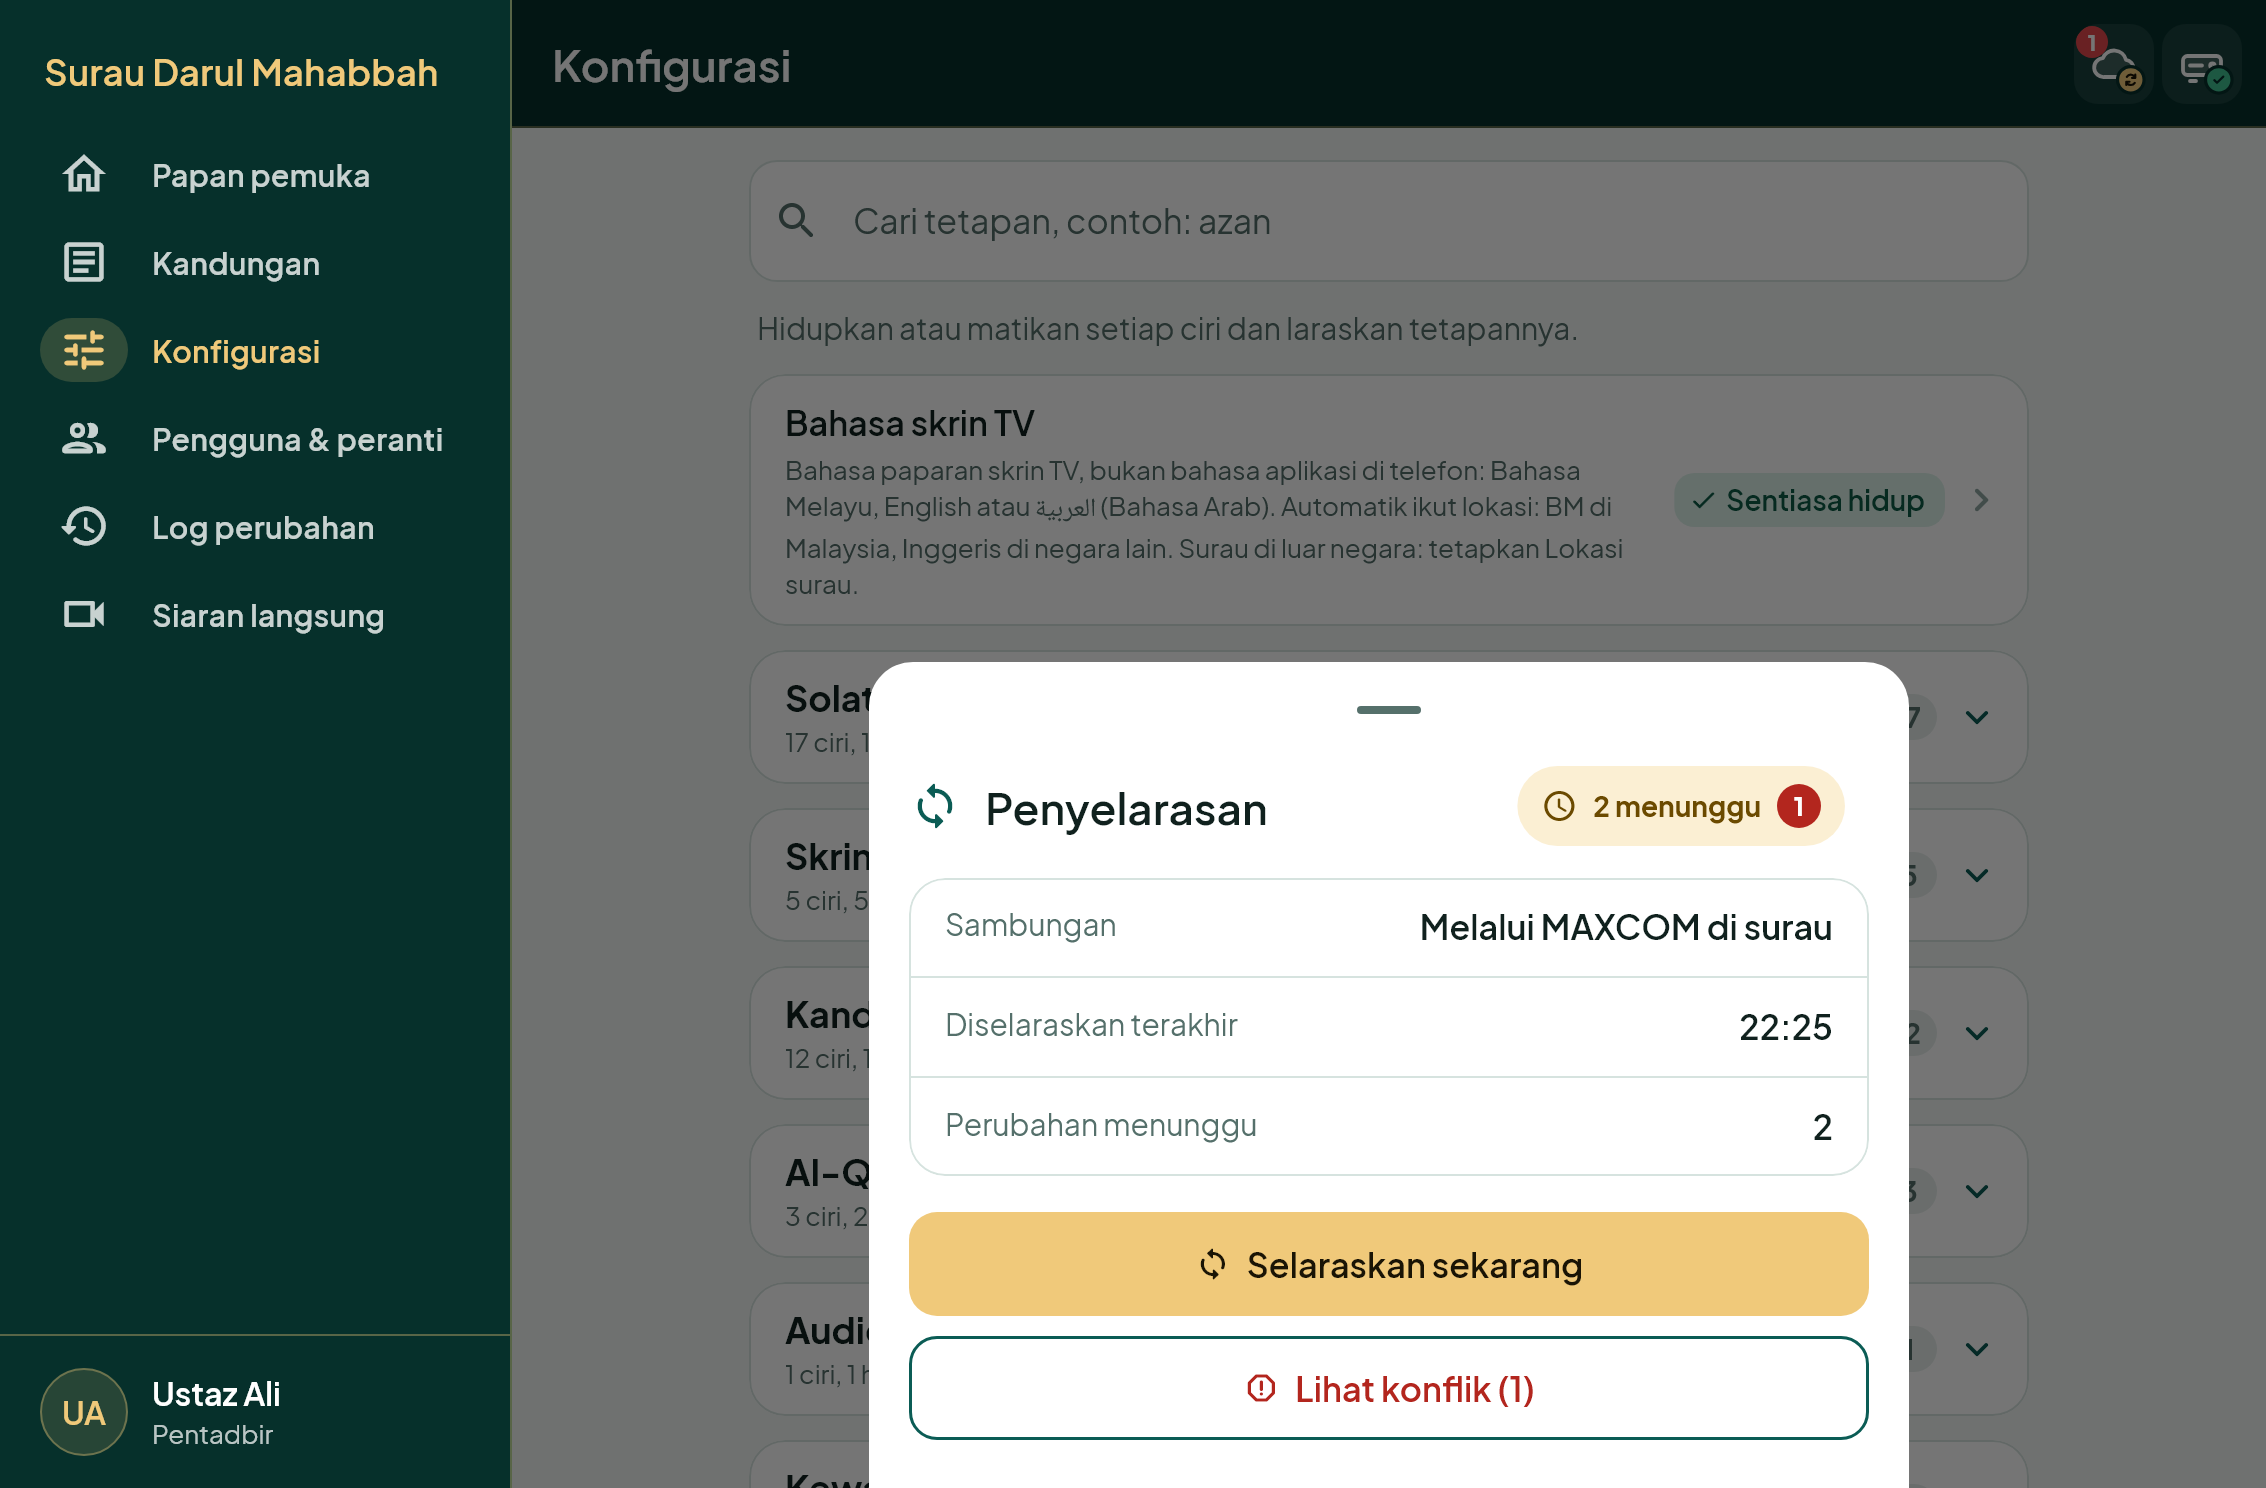 Surau Darul Mahabbah
Papan pemuka
Kandungan
Konfigurasi
Pengguna & peranti
Log perubahan
Siaran langsung
UA
Ustaz Ali
Pentadbir
Konfigurasi
1
Cari tetapan, contoh: azan
Hidupkan atau matikan setiap ciri dan laraskan tetapannya.
Bahasa skrin TV
Bahasa paparan skrin TV, bukan bahasa aplikasi di telefon: Bahasa
Melayu, English atau العربية (Bahasa Arab). Automatik ikut lokasi: BM di
Malaysia, Inggeris di negara lain. Surau di luar negara: tetapkan Lokasi
surau.
Sentiasa hidup
Solat
17 ciri,
Skrin
5 ciri, 5
12 ciri,
3 ciri, 2
1 ciri, 1
Penyelarasan
2 menunggu 1
Sambungan
Melalui MAXCOM di surau
Diselaraskan terakhir
22:25
Perubahan menunggu
2
Selaraskan sekarang
Lihat konflik (1)